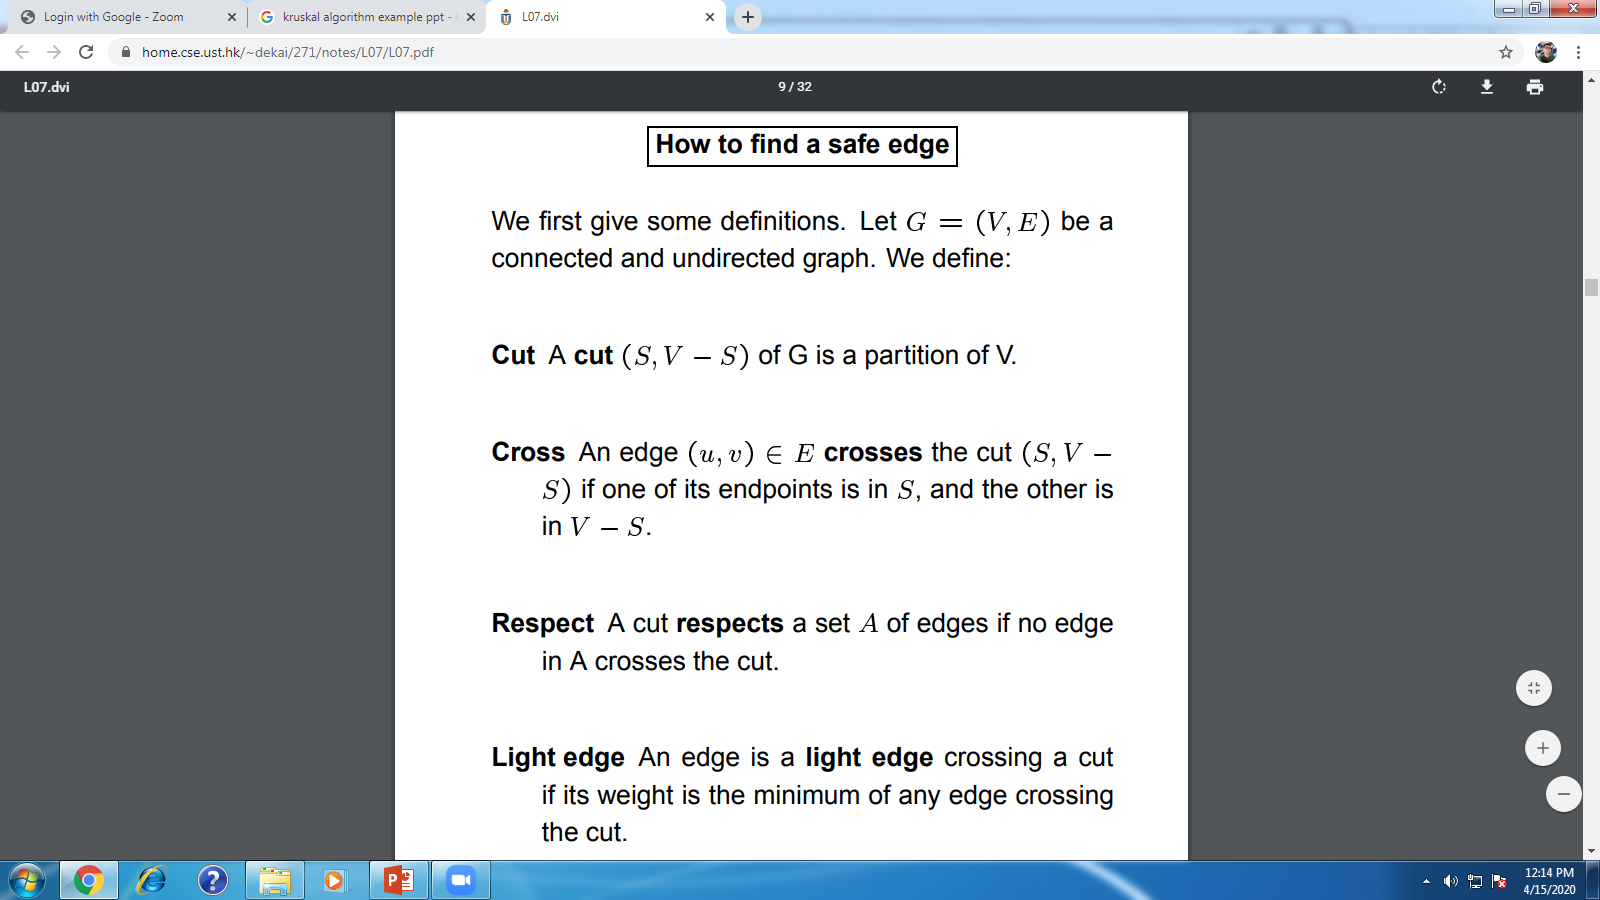 Login with Google - Zoom
kruskal algorithm example ppt -
L07.dvi
home.cse.ust.hk/~dekai/271/notes/L07/L07.pdf
L07.dvi
9 / 32
How to find a safe edge
We first give some definitions. Let G = (V, E) be a
connected and undirected graph. We define:
Cut A cut (S, V − S) of G is a partition of V.
Cross An edge (u, v) ∈ E crosses the cut (S, V −
S) if one of its endpoints is in S, and the other is
in V − S.
Respect A cut respects a set A of edges if no edge
in A crosses the cut.
Light edge An edge is a light edge crossing a cut
if its weight is the minimum of any edge crossing
the cut.
12:14 PM
4/15/2020